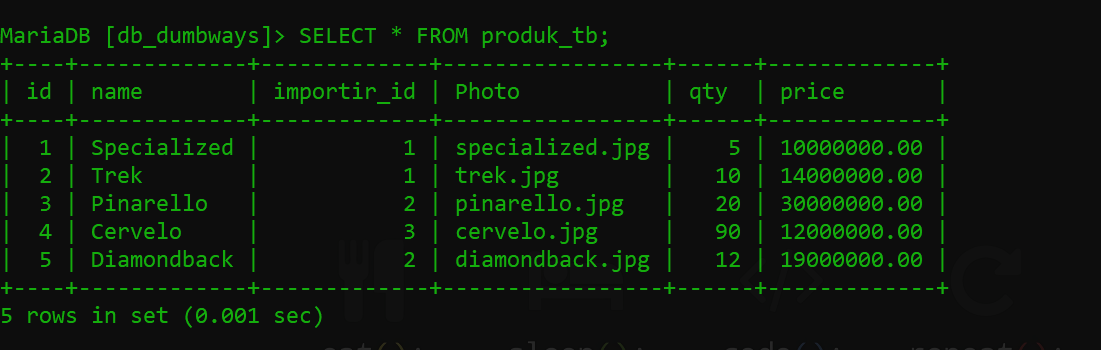 MariaDB [db_dumbways]> SELECT * FROM produk_tb;
+----+-------------+-------------+-----------------+------+-------------+
| id | name        | importir_id | Photo           | qty  | price       |
+----+-------------+-------------+-----------------+------+-------------+
|  1 | Specialized |           1 | specialized.jpg |    5 | 10000000.00 |
|  2 | Trek        |           1 | trek.jpg        |   10 | 14000000.00 |
|  3 | Pinarello   |           2 | pinarello.jpg   |   20 | 30000000.00 |
|  4 | Cervelo     |           3 | cervelo.jpg     |   90 | 12000000.00 |
|  5 | Diamondback |           2 | diamondback.jpg |   12 | 19000000.00 |
+----+-------------+-------------+-----------------+------+-------------+
5 rows in set (0.001 sec)